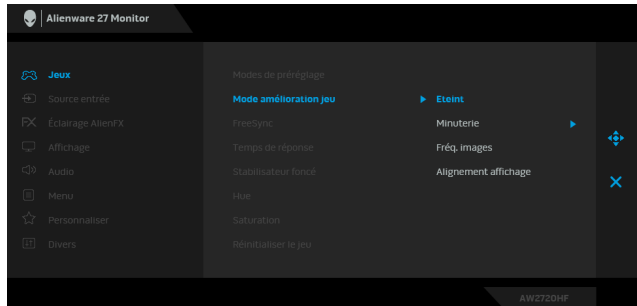 Alienware 27 Monitor
Jeux
Modes de préréglage
Source entrée
Mode amélioration jeu
Eteint
FX
Éclairage AlienFX
FreeSync
Minuterie
Affichage
Temps de réponse
Fréq. images
Audio
Stabilisateur foncé
Alignement affichage
Menu
Hue
Personnaliser
Saturation
Divers
Réinitialiser le jeu
AW2720HF